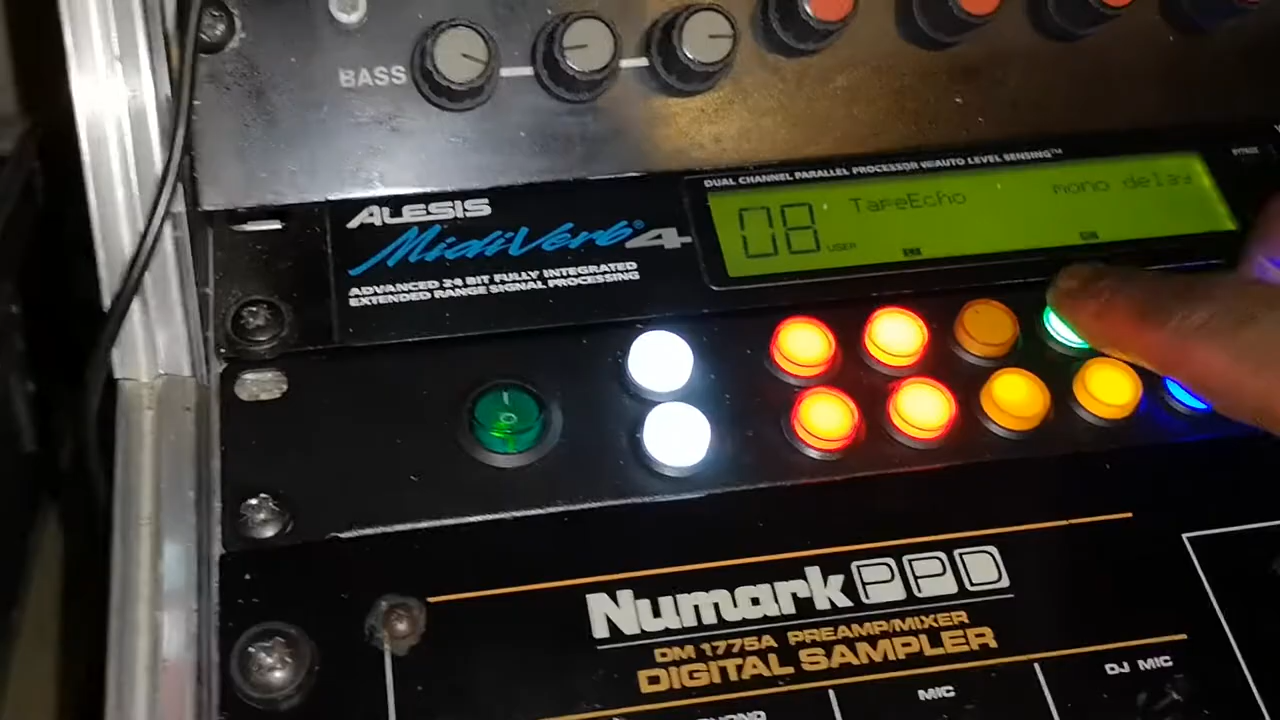 BASS
DUAL CHANNEL PARALLEL PROCESSOR W/AUTO LEVEL SENSING™
ALESIS
MidiVerb® 4
ADVANCED 24 BIT FULLY INTEGRATED
EXTENDED RANGE SIGNAL PROCESSING
08 USER TapeEcho mono delay
Numark PPD
DM 1775A PREAMP/MIXER
DIGITAL SAMPLER
MIC
DJ MIC